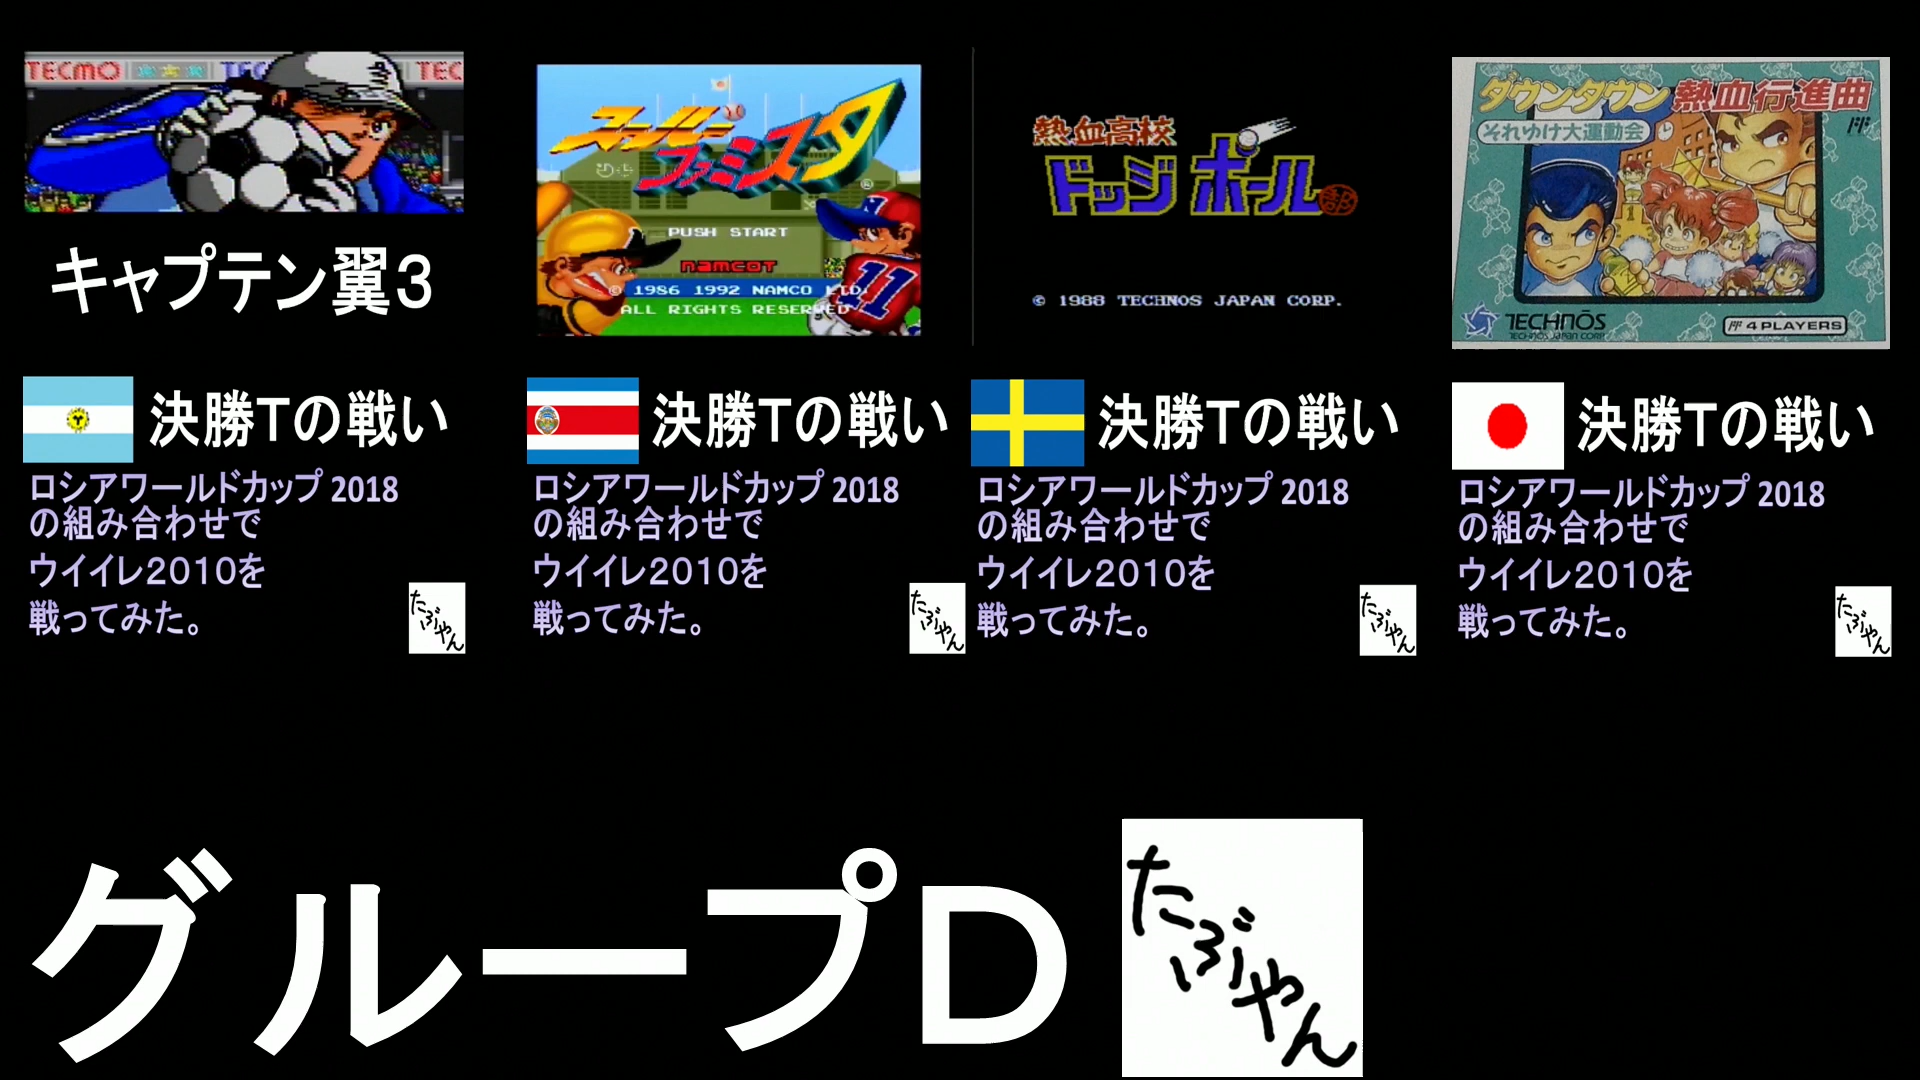 TECMO
TEC
TEC
キャプテン翼3
スーパー
ファミスタ
PUSH START
namcot
© 1986 1992 NAMCO LTD.
ALL RIGHTS RESERVED
11
熱血高校
ドッジボール部
© 1988 TECHNOS JAPAN CORP.
ダウンタウン熱血行進曲
それゆけ大運動会
TECHNŌS
TECHNOS JAPAN CORP.
4 PLAYERS
決勝Tの戦い
ロシアワールドカップ 2018
の組み合わせで
ウイイレ2010を
戦ってみた。
たぶやん
決勝Tの戦い
ロシアワールドカップ 2018
の組み合わせで
ウイイレ2010を
戦ってみた。
たぶやん
決勝Tの戦い
ロシアワールドカップ 2018
の組み合わせで
ウイイレ2010を
戦ってみた。
たぶやん
決勝Tの戦い
ロシアワールドカップ 2018
の組み合わせで
ウイイレ2010を
戦ってみた。
たぶやん
グループD
たぶやん